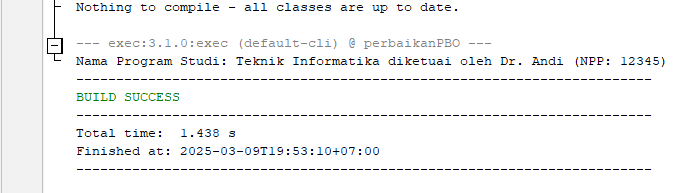 Nothing to compile - all classes are up to date.
--- exec:3.1.0:exec (default-cli) @ perbaikanPBO ---
Nama Program Studi: Teknik Informatika diketuai oleh Dr. Andi (NPP: 12345)
------------------------------------------------------------------------
BUILD SUCCESS
------------------------------------------------------------------------
Total time:  1.438 s
Finished at: 2025-03-09T19:53:10+07:00
------------------------------------------------------------------------